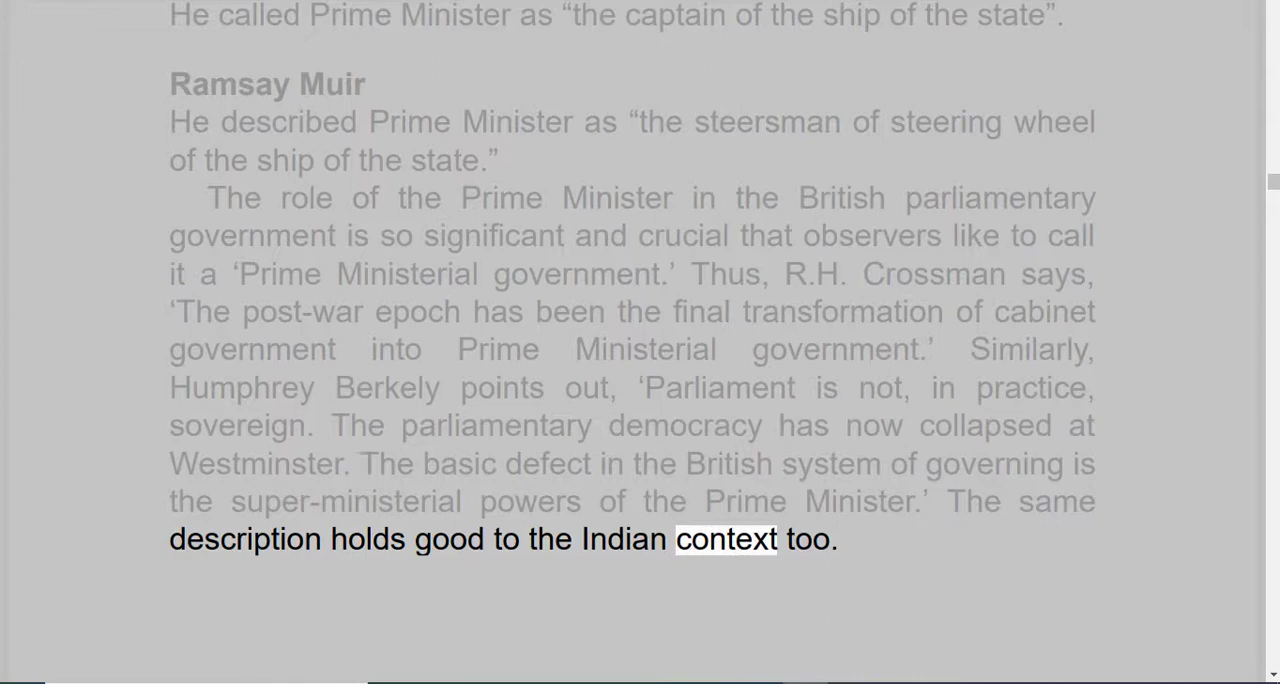 He called Prime Minister as “the captain of the ship of the state”.
Ramsay Muir
He described Prime Minister as “the steersman of steering wheel
of the ship of the state.”
The role of the Prime Minister in the British parliamentary
government is so significant and crucial that observers like to call
it a ‘Prime Ministerial government.’ Thus, R.H. Crossman says,
‘The post-war epoch has been the final transformation of cabinet
government into Prime Ministerial government.’ Similarly,
Humphrey Berkely points out, ‘Parliament is not, in practice,
sovereign. The parliamentary democracy has now collapsed at
Westminster. The basic defect in the British system of governing is
the super-ministerial powers of the Prime Minister.’ The same
description holds good to the Indian context too.